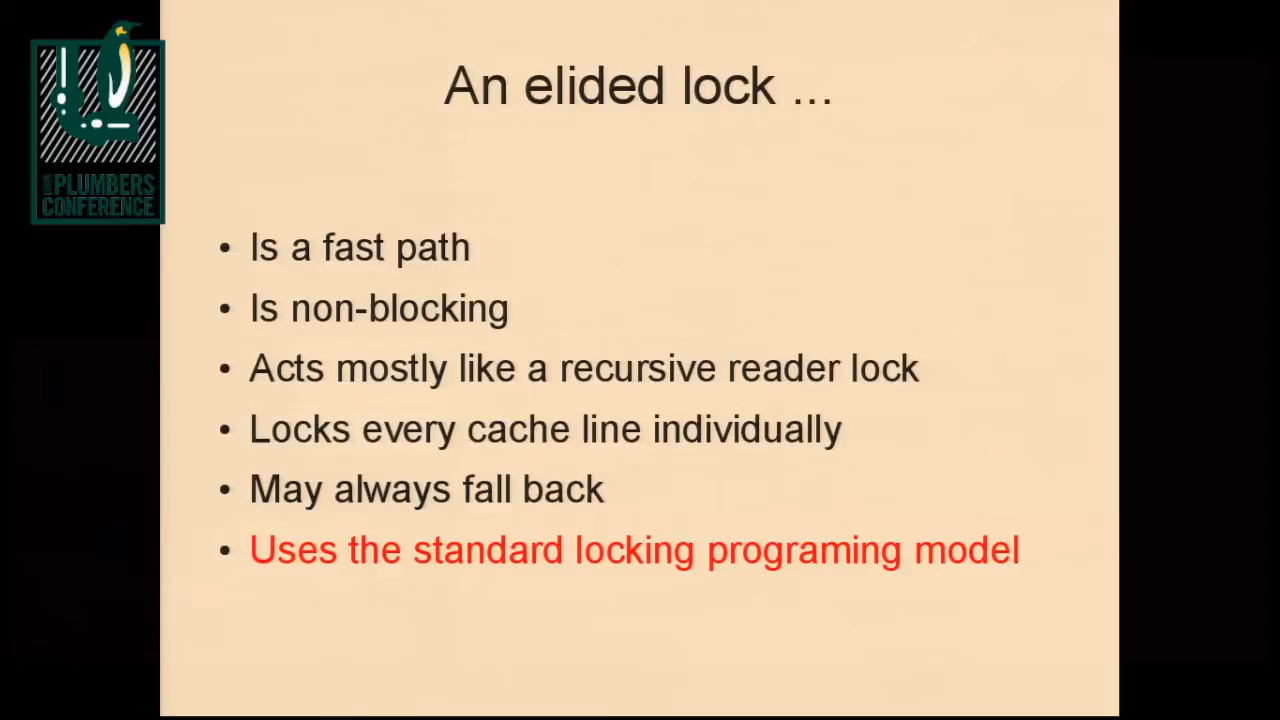 An elided lock ...
LINUX PLUMBERS
CONFERENCE
• Is a fast path
• Is non-blocking
• Acts mostly like a recursive reader lock
• Locks every cache line individually
• May always fall back
• Uses the standard locking programing model